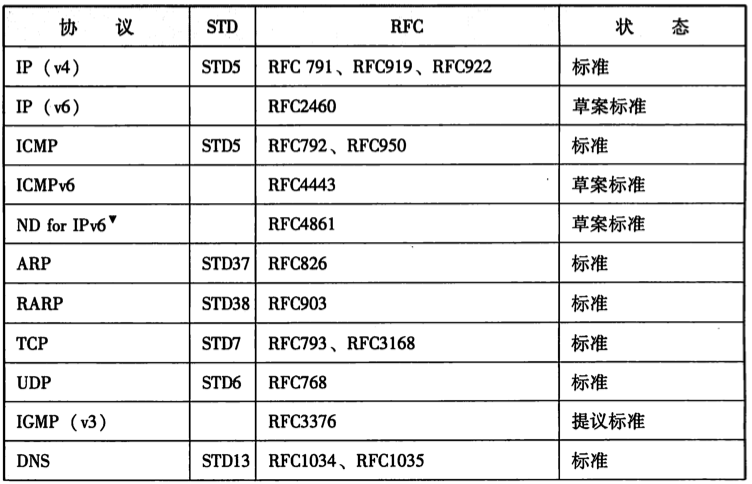 协 议 STD RFC 状 态
IP （v4） STD5 RFC 791、RFC919、RFC922 标准
IP （v6） RFC2460 草案标准
ICMP STD5 RFC792、RFC950 标准
ICMPv6 RFC4443 草案标准
ND for IPv6▼ RFC4861 草案标准
ARP STD37 RFC826 标准
RARP STD38 RFC903 标准
TCP STD7 RFC793、RFC3168 标准
UDP STD6 RFC768 标准
IGMP （v3） RFC3376 提议标准
DNS STD13 RFC1034、RFC1035 标准